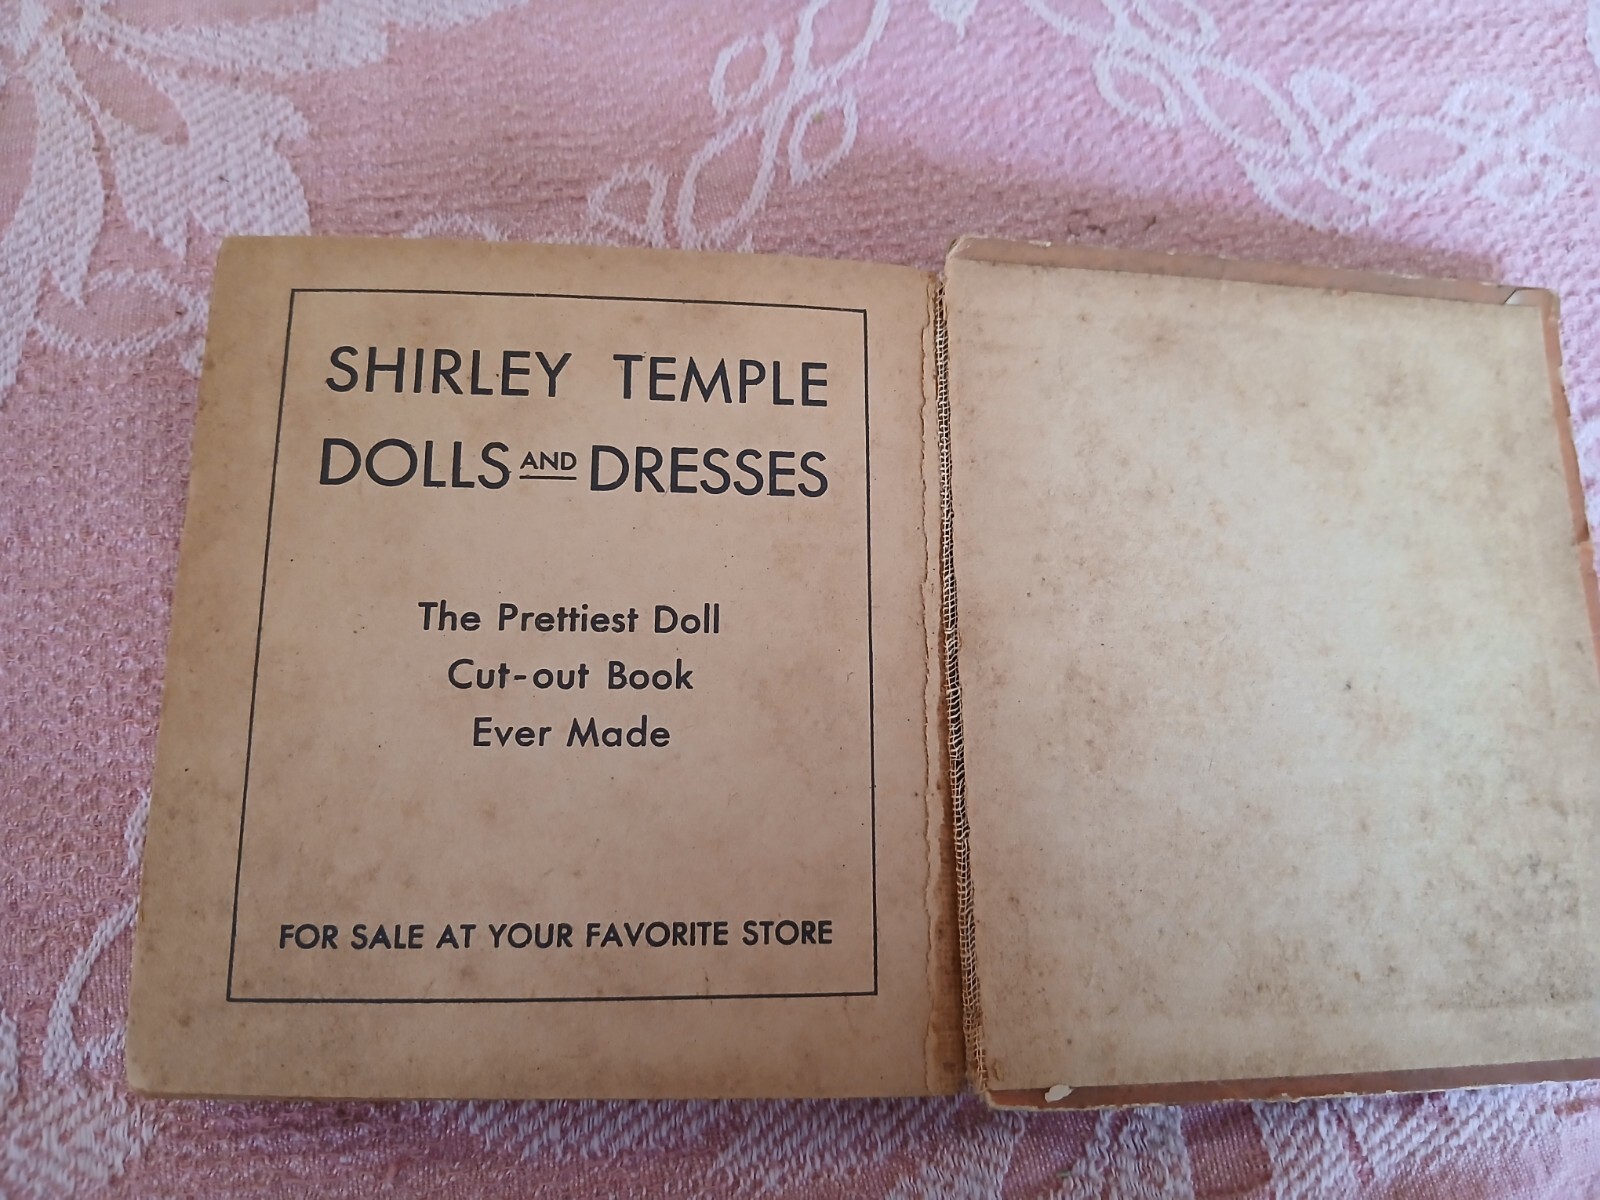 SHIRLEY TEMPLE
DOLLS AND DRESSES
The Prettiest Doll
Cut-out Book
Ever Made
FOR SALE AT YOUR FAVORITE STORE